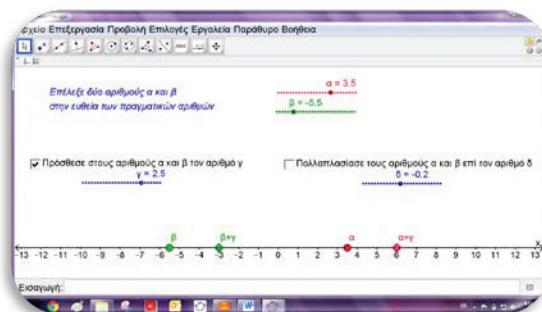 Αρχείο Επεξεργασία Προβολή Επιλογές Εργαλεία Παράθυρο Βοήθεια
ABC
Επέλεξε δύο αριθμούς α και β
στην ευθεία των πραγματικών αριθμών
α = 3.5
β = -5.5
Πρόσθεσε στους αριθμούς α και β τον αριθμό γ
γ = 2.5
Πολλαπλασίασε τους αριθμούς α και β επί τον αριθμό δ
δ = -0.2
β β+γ α α+γ x
-13 -12 -11 -10 -9 -8 -7 -6 -5 -4 -3 -2 -1 0 1 2 3 4 5 6 7 8 9 10 11 12 13
Εισαγωγή: